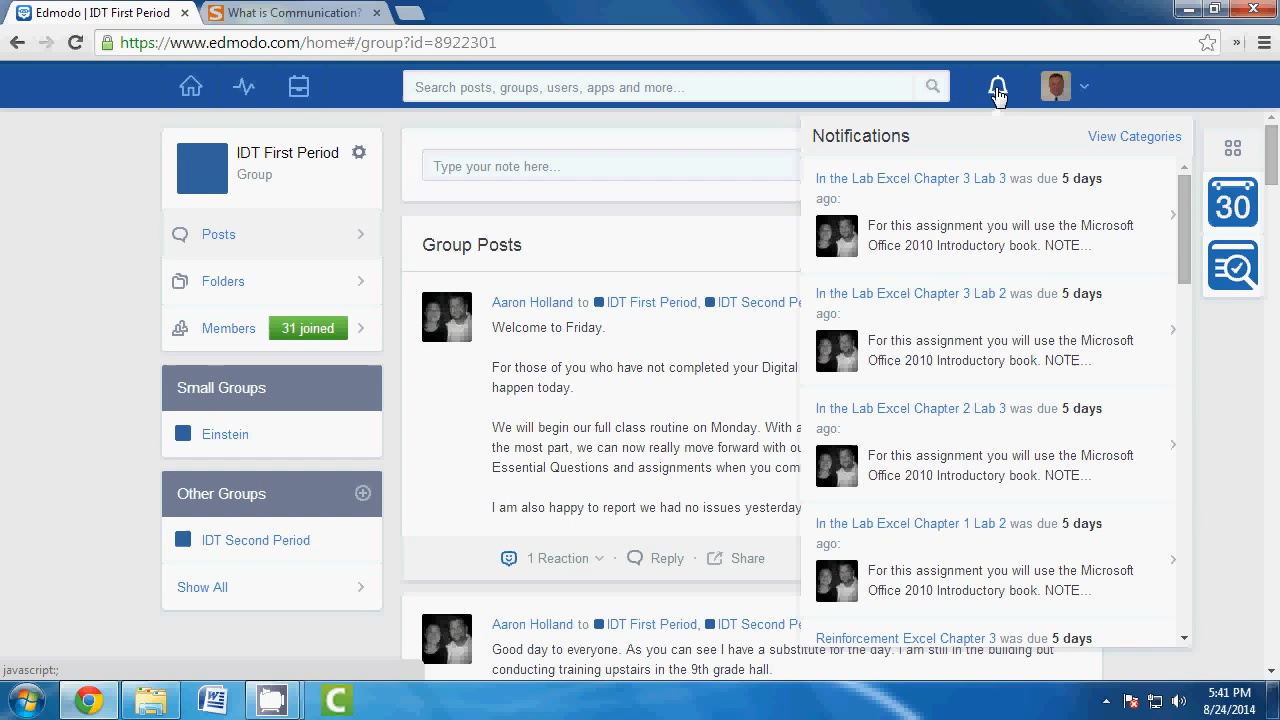 Edmodo | IDT First Period
What is Communication?
https://www.edmodo.com/home#/group?id=8922301
Search posts, groups, users, apps and more...
IDT First Period
Group
Posts
Folders
Members 31 joined
Small Groups
Einstein
Other Groups
IDT Second Period
Show All
Type your note here...
Group Posts
Aaron Holland to IDT First Period, IDT Second Pe
Welcome to Friday.
For those of you who have not completed your Digital
happen today.
We will begin our full class routine on Monday. With a
the most part, we can now really move forward with ou
Essential Questions and assignments when you com
I am also happy to report we had no issues yesterday
1 Reaction · Reply · Share
Aaron Holland to IDT First Period, IDT Second Pe
Good day to everyone. As you can see I have a substitute for the day. I am still in the building but
conducting training upstairs in the 9th grade hall.
Notifications View Categories
In the Lab Excel Chapter 3 Lab 3 was due 5 days
ago:
For this assignment you will use the Microsoft
Office 2010 Introductory book. NOTE...
In the Lab Excel Chapter 3 Lab 2 was due 5 days
ago:
For this assignment you will use the Microsoft
Office 2010 Introductory book. NOTE...
In the Lab Excel Chapter 2 Lab 3 was due 5 days
ago:
For this assignment you will use the Microsoft
Office 2010 Introductory book. NOTE...
In the Lab Excel Chapter 1 Lab 2 was due 5 days
ago:
For this assignment you will use the Microsoft
Office 2010 Introductory book. NOTE...
Reinforcement Excel Chapter 3 was due 5 days
30
javascript:;
5:41 PM
8/24/2014